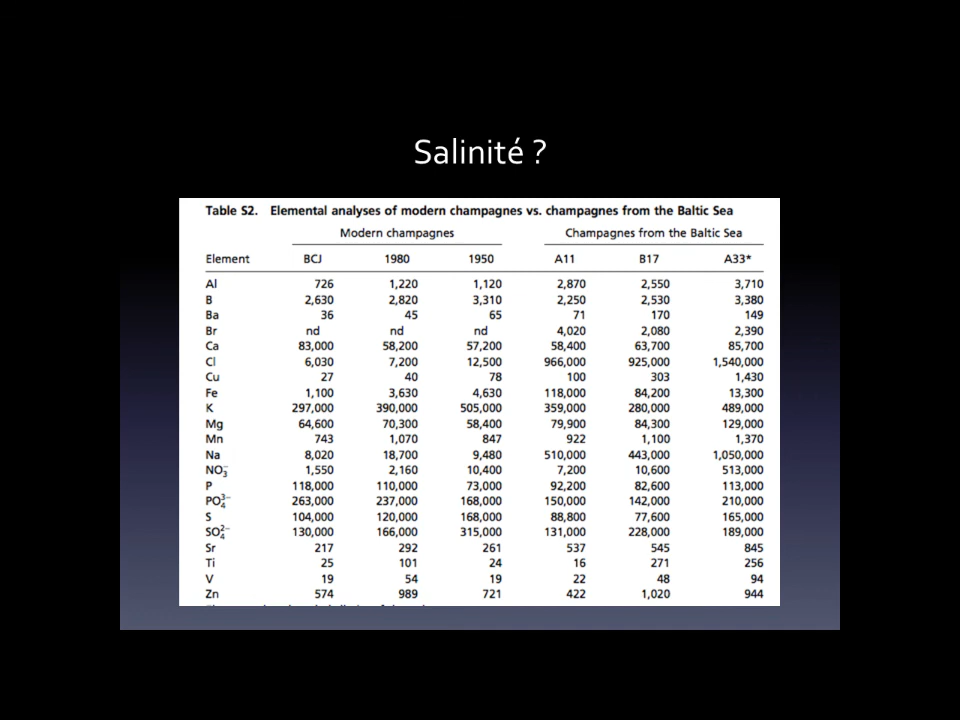 Salinité ?
Table S2. Elemental analyses of modern champagnes vs. champagnes from the Baltic Sea
Modern champagnes Champagnes from the Baltic Sea
Element BCJ 1980 1950 A11 B17 A33*
Al 726 1,220 1,120 2,870 2,550 3,710
B 2,630 2,820 3,310 2,250 2,530 3,380
Ba 36 45 65 71 170 149
Br nd nd nd 4,020 2,080 2,390
Ca 83,000 58,200 57,200 58,400 63,700 85,700
Cl 6,030 7,200 12,500 966,000 925,000 1,540,000
Cu 27 40 78 100 303 1,430
Fe 1,100 3,630 4,630 118,000 84,200 13,300
K 297,000 390,000 505,000 359,000 280,000 489,000
Mg 64,600 70,300 58,400 79,900 84,300 129,000
Mn 743 1,070 847 922 1,100 1,370
Na 8,020 18,700 9,480 510,000 443,000 1,050,000
NO₃⁻ 1,550 2,160 10,400 7,200 10,600 513,000
P 118,000 110,000 73,000 92,200 82,600 113,000
PO₄³⁻ 263,000 237,000 168,000 150,000 142,000 210,000
S 104,000 120,000 168,000 88,800 77,600 165,000
SO₄²⁻ 130,000 166,000 315,000 131,000 228,000 189,000
Sr 217 292 261 537 545 845
Ti 25 101 24 16 271 256
V 19 54 19 22 48 94
Zn 574 989 721 422 1,020 944